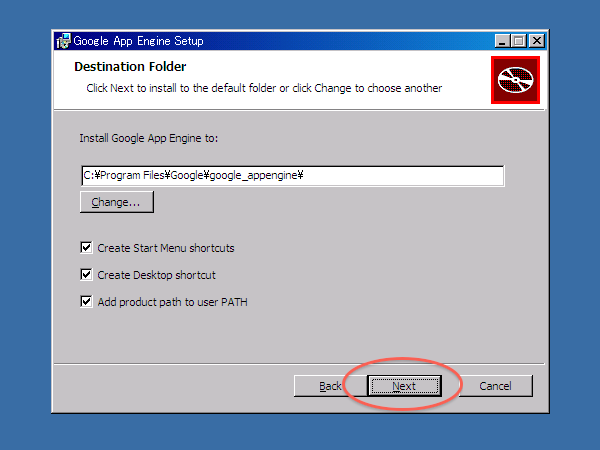 Google App Engine Setup
Destination Folder
Click Next to install to the default folder or click Change to choose another
Install Google App Engine to:
C:¥Program Files¥Google¥google_appengine¥
Change...
Create Start Menu shortcuts
Create Desktop shortcut
Add product path to user PATH
Back Next Cancel